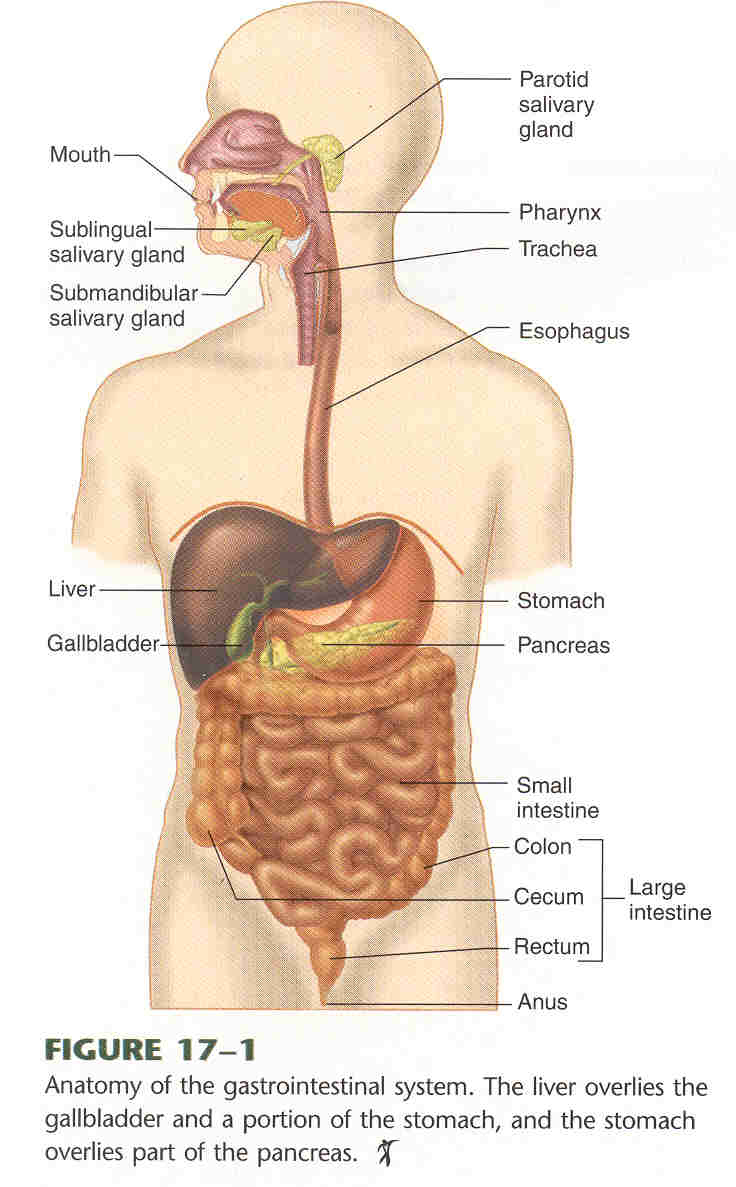 Parotid
salivary
gland
Mouth
Pharynx
Sublingual
salivary gland
Trachea
Submandibular
salivary gland
Esophagus
Liver
Stomach
Gallbladder
Pancreas
Small
intestine
Colon
Cecum
Large
intestine
Rectum
Anus
FIGURE 17–1
Anatomy of the gastrointestinal system. The liver overlies the
gallbladder and a portion of the stomach, and the stomach
overlies part of the pancreas.